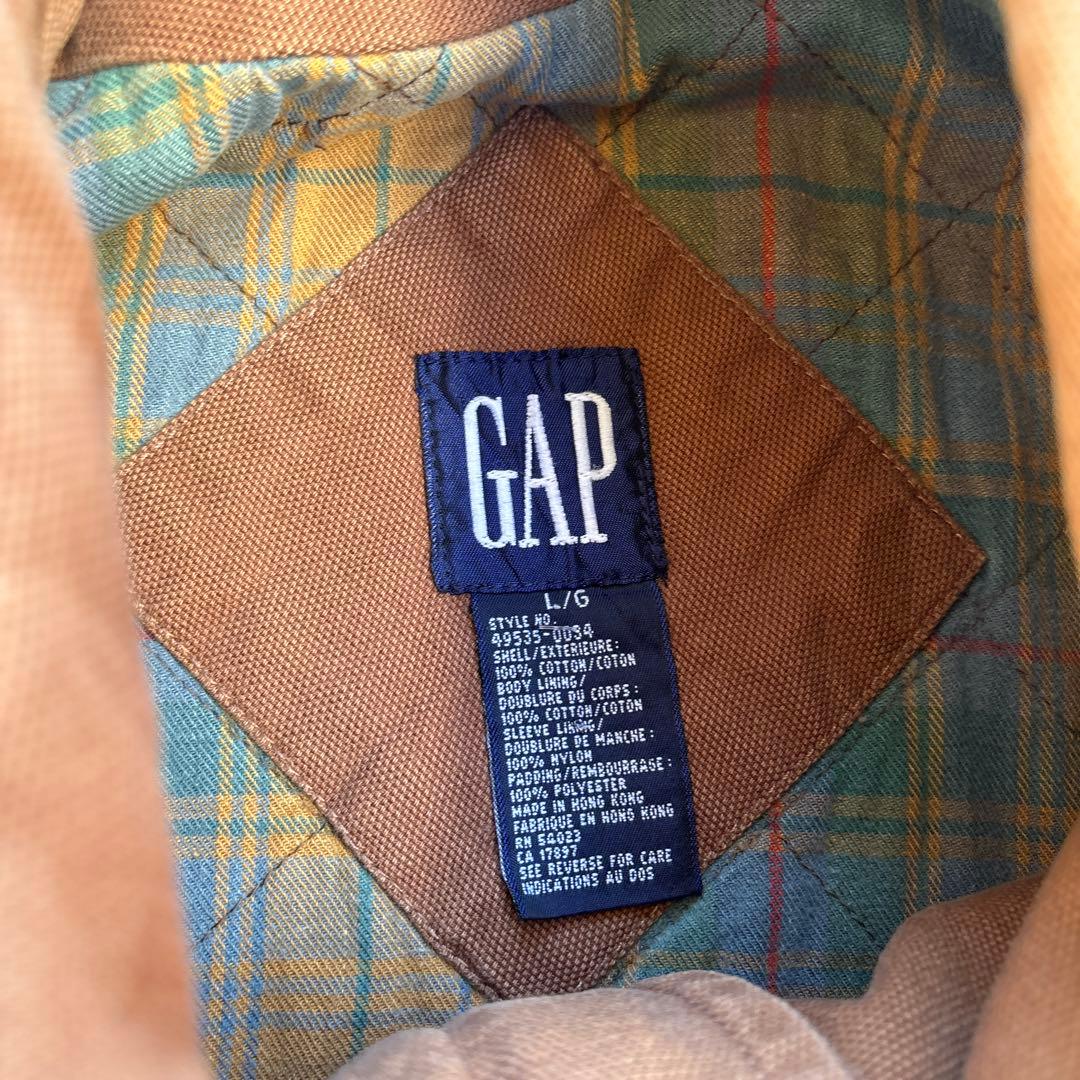 GAP
L/G
STYLE NO.
49535-0034
SHELL/EXTERIEURE:
100% COTTON/COTON
BODY LINING/
DOUBLURE DU CORPS:
100% COTTON/COTON
SLEEVE LINING/
DOUBLURE DE MANCHE:
100% NYLON
PADDING/REMBOURRAGE:
100% POLYESTER
MADE IN HONG KONG
FABRIQUE EN HONG KONG
RN 54023
CA 17897
SEE REVERSE FOR CARE
INDICATIONS AU DOS